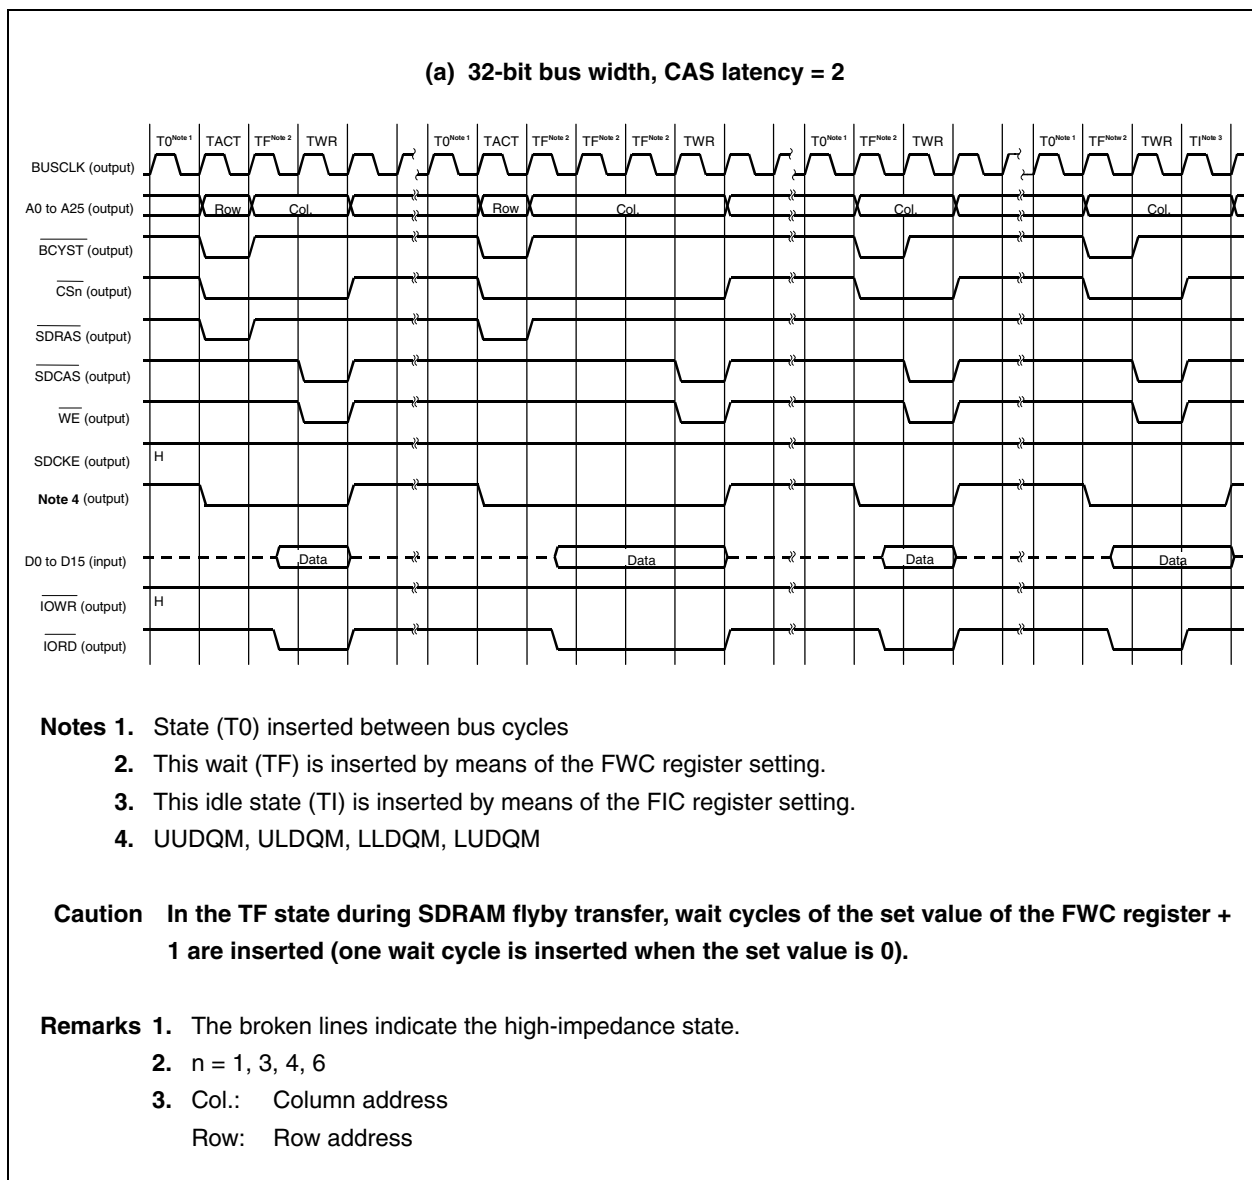 (a) 32-bit bus width, CAS latency = 2
T0Note 1 TACT TFNote 2 TWR T0Note 1 TACT TFNote 2 TFNote 2 TFNote 2 TWR T0Note 1 TFNote 2 TWR T0Note 1 TFNotw 2 TWR TINote 3
BUSCLK (output)
A0 to A25 (output) Row Col. Row Col. Col. Col.
BCYST (output)
CSn (output)
SDRAS (output)
SDCAS (output)
WE (output)
SDCKE (output) H
Note 4 (output)
D0 to D15 (input) Data Data Data Data
IOWR (output) H
IORD (output)
Notes 1. State (T0) inserted between bus cycles
2. This wait (TF) is inserted by means of the FWC register setting.
3. This idle state (TI) is inserted by means of the FIC register setting.
4. UUDQM, ULDQM, LLDQM, LUDQM
Caution In the TF state during SDRAM flyby transfer, wait cycles of the set value of the FWC register +
1 are inserted (one wait cycle is inserted when the set value is 0).
Remarks 1. The broken lines indicate the high-impedance state.
2. n = 1, 3, 4, 6
3. Col.: Column address
Row: Row address